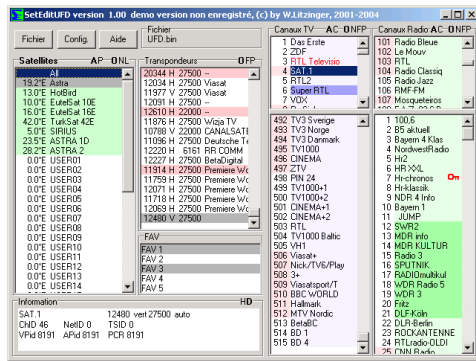 SetEditUFD version 1.00 demo version non enregistré, (c) by W.Litzinger, 2001-2004
Fichier
Config.
Aide
Fichier
UFD.bin
Satellites AP ONL
All
19.2°E Astra
13.0°E HotBird
10.0°E EutelSat 10E
16.0°E EutelSat 16E
42.0°E TurkSat 42E
5.0°E SIRIUS
23.5°E ASTRA 1D
28.2°E ASTRA 2
0.0°E USER01
0.0°E USER02
0.0°E USER03
0.0°E USER04
0.0°E USER05
0.0°E USER06
0.0°E USER07
0.0°E USER08
0.0°E USER09
0.0°E USER10
0.0°E USER11
0.0°E USER12
0.0°E USER13
0.0°E USER14
Transpondeurs OFP
20344 H 27500 --
12034 V 27500 Viasat
11977 V 27500 Viasat
12091 H 27500 --
12610 H 22000 --
11876 H 27500 Wizja TV
10788 V 22000 CANALSATE
11096 H 27500 Deutsche Te
12220 H 6161 RR COMM
12227 H 27500 BetaDigital
11914 H 27500 Premiere Wo
11759 H 27500 Premiere Wo
12071 H 27500 Premiere Wo
11718 H 27500 Premiere Wo
12069 H 27500 Premiere Wo
12480 V 27500
FAV
FAV 1
FAV 2
FAV 3
FAV 4
FAV 5
Information HD
SAT.1 12480 vert 27500 auto
ChID 46 NetID 0 TSID 0
VPid 8191 APid 8191 PCR 8191
Canaux TV AC ONFP
1 Das Erste
2 ZDF
3 RTL Televisio
4 SAT.1
5 RTL2
6 Super RTL
7 VOX
492 TV3 Sverige
493 TV3 Norge
494 TV3 Danmark
495 TV1000
496 CINEMA
497 ZTV
498 PIN 24
499 TV1000+1
500 TV1000+2
501 CINEMA+1
502 CINEMA+2
503 RTL
504 TV1000 Baltic
505 VH1
506 Viasat+
507 Nick/TV6/Play
508 3+
509 Viasatsport/T
510 BBC WORLD
511 Hallmark
512 MTV Nordic
513 BetaBC
514 BD 1
515 BD 4
Canaux Radio AC ONFP
101 Radio Bleue
102 Le Mouv
103 RTL
104 Radio Classiq
105 Radio Jazz
106 RMF-FM
107 Mosqueteiros
1 100,6
2 B5 aktuell
3 Bayern 4 Klas
4 NordwestRadio
5 Hr2
6 HR XXL
7 Hr-chronos
8 Hr-klassik
9 NDR 4 Info
10 Bayern 1
11 JUMP
12 SWR2
13 MDR info
14 MDR KULTUR
15 Radio 3
16 SPUTNIK
17 RADIOmultikul
18 WDR Radio 5
19 WDR 3
20 Fritz
21 DLF-Köln
22 DLR-Berlin
23 ROCKANTENNE
24 RTLradio-OLDI
25 CNN Radio